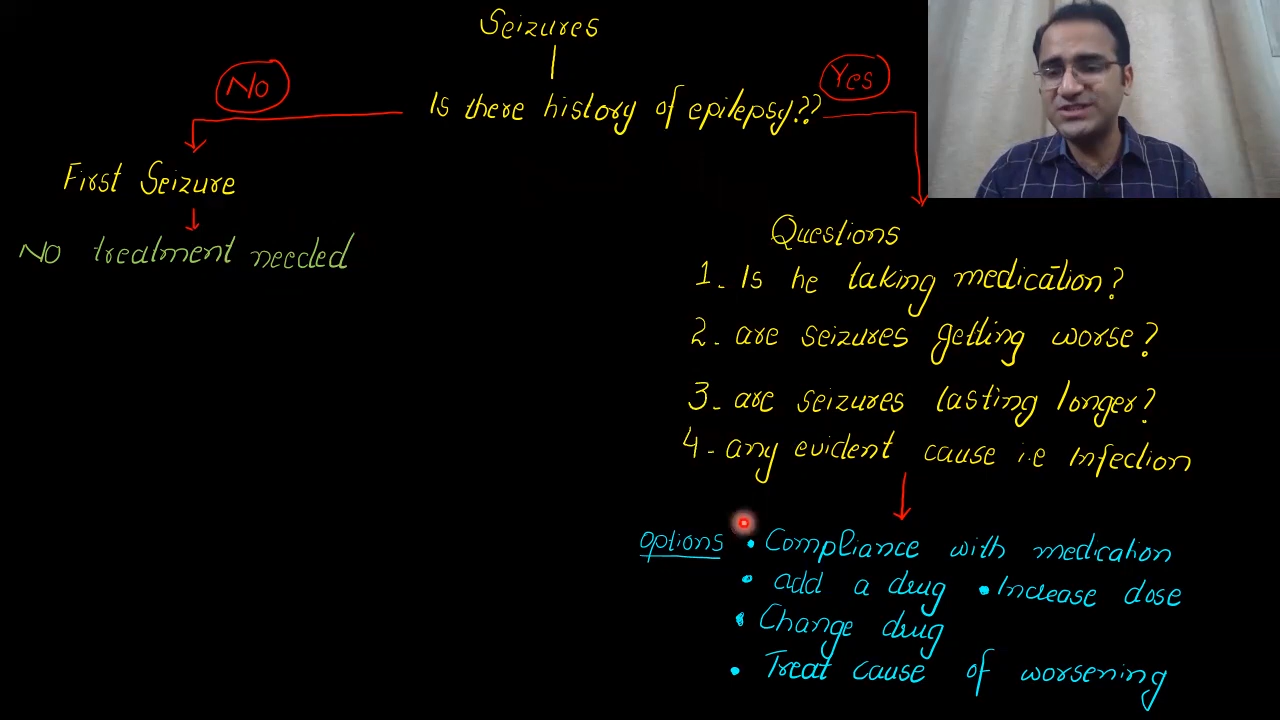 Seizures
Is there history of epilepsy??
No
Yes
First Seizure
No treatment needed
Questions
1. Is he taking medication?
2. are seizures getting worse?
3. are seizures lasting longer?
4. any evident cause i.e Infection
options
• Compliance with medication
• add a drug • Increase dose
• Change drug
• Treat cause of worsening